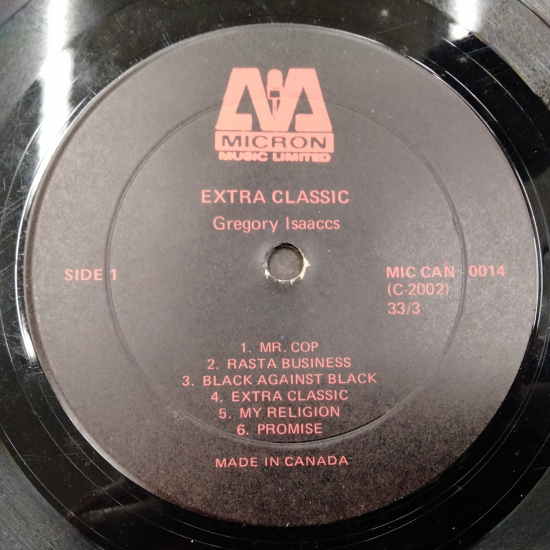 MICRON
MUSIC LIMITED
EXTRA CLASSIC
Gregory Isaaccs
SIDE 1
MIC CAN 0014
(C-2002)
33/3
1. MR. COP
2. RASTA BUSINESS
3. BLACK AGAINST BLACK
4. EXTRA CLASSIC
5. MY RELIGION
6. PROMISE
MADE IN CANADA